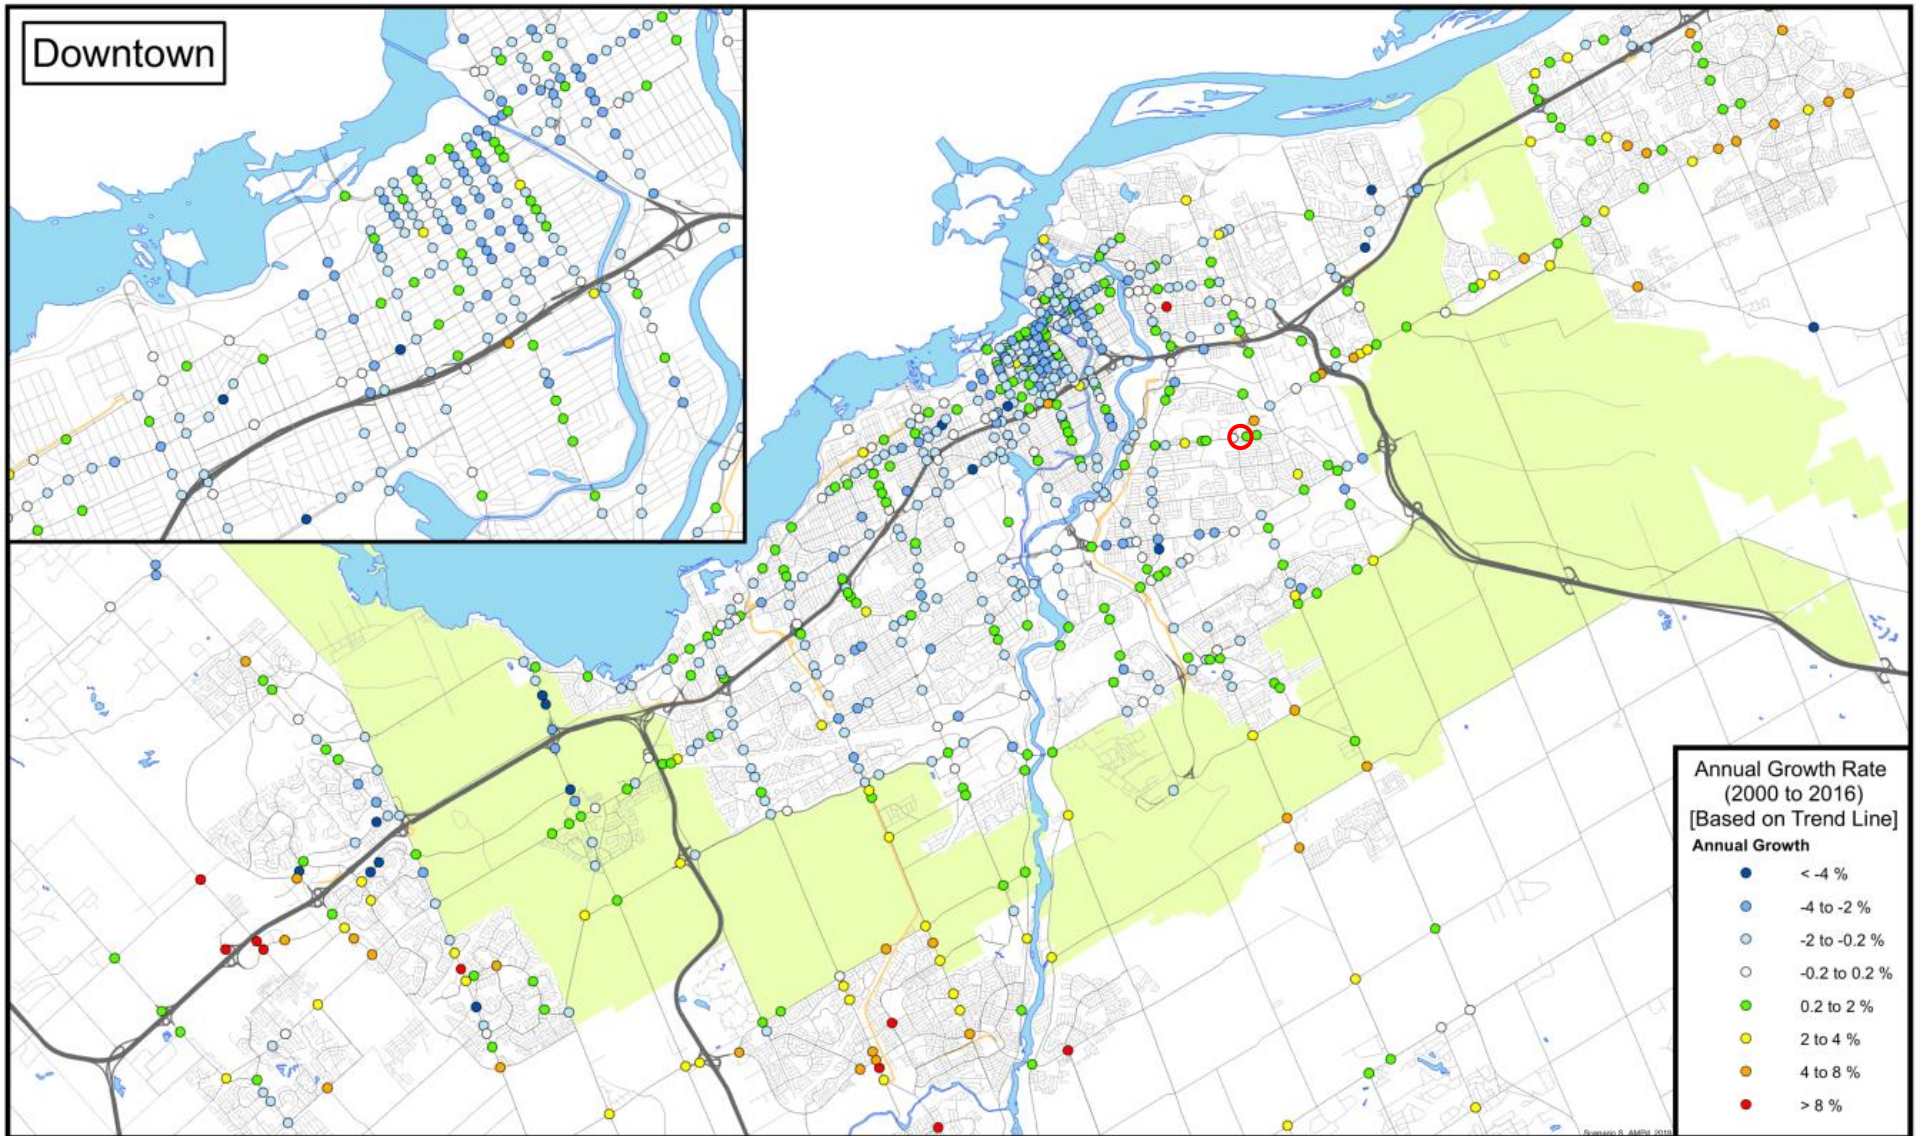 Downtown
Annual Growth Rate
(2000 to 2016)
[Based on Trend Line]
Annual Growth
< -4 %
-4 to -2 %
-2 to -0.2 %
-0.2 to 0.2 %
0.2 to 2 %
2 to 4 %
4 to 8 %
> 8 %